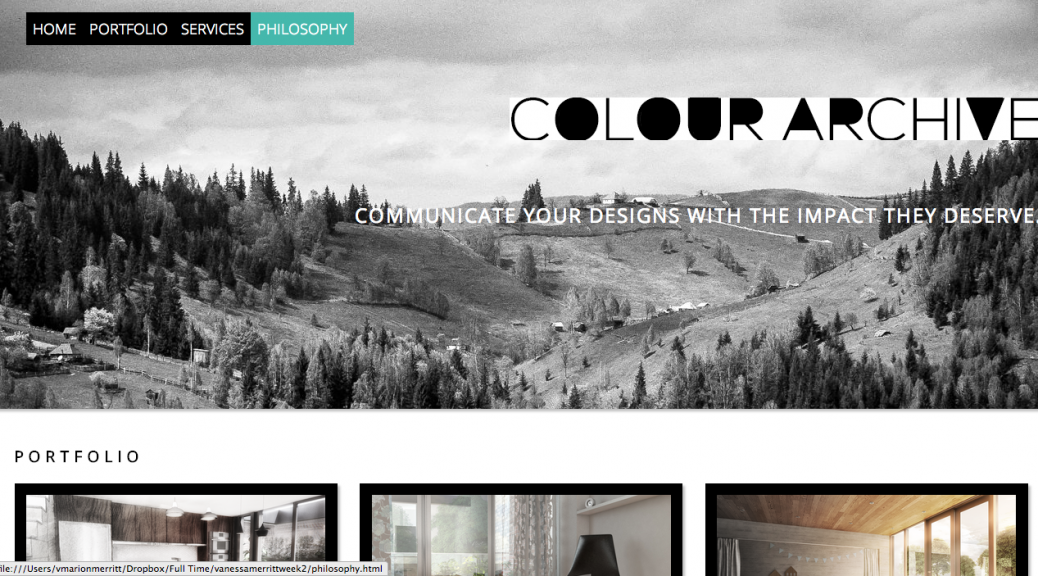 HOME PORTFOLIO SERVICES PHILOSOPHY
COLOUR ARCHIVE
COMMUNICATE YOUR DESIGNS WITH THE IMPACT THEY DESERVE.
PORTFOLIO
file:///Users/vmarionmerritt/Dropbox/Full Time/vanessamerrittweek2/philosophy.html